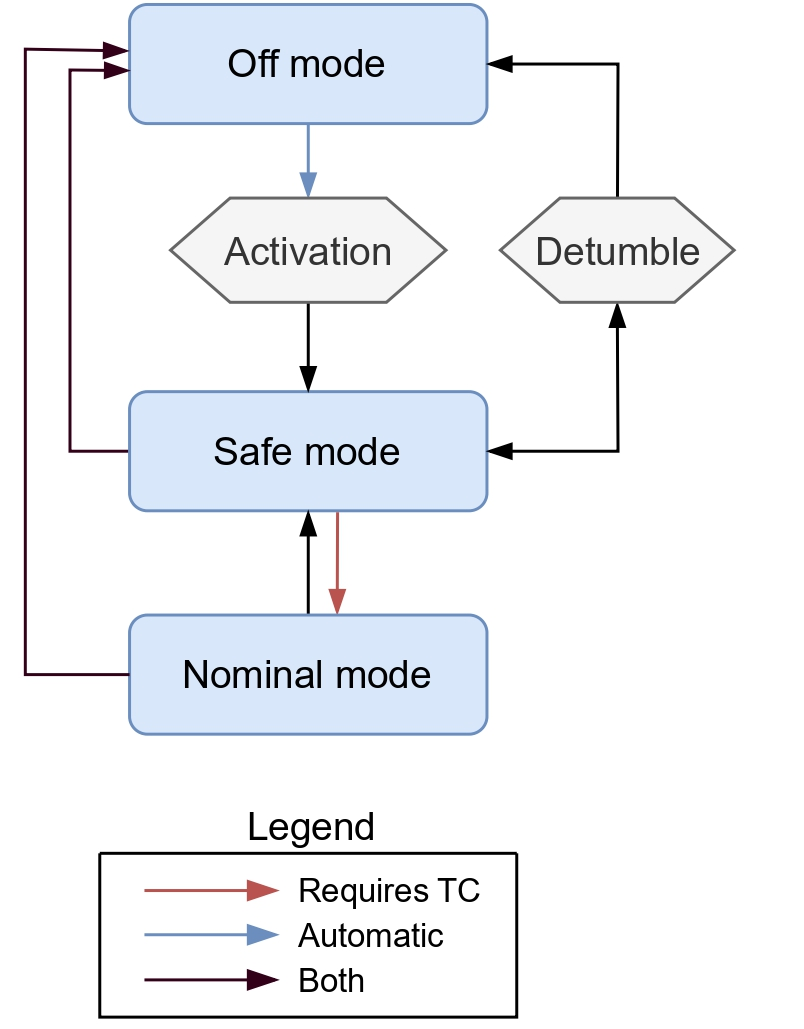 Off mode
Activation
Detumble
Safe mode
Nominal mode
Legend
Requires TC
Automatic
Both